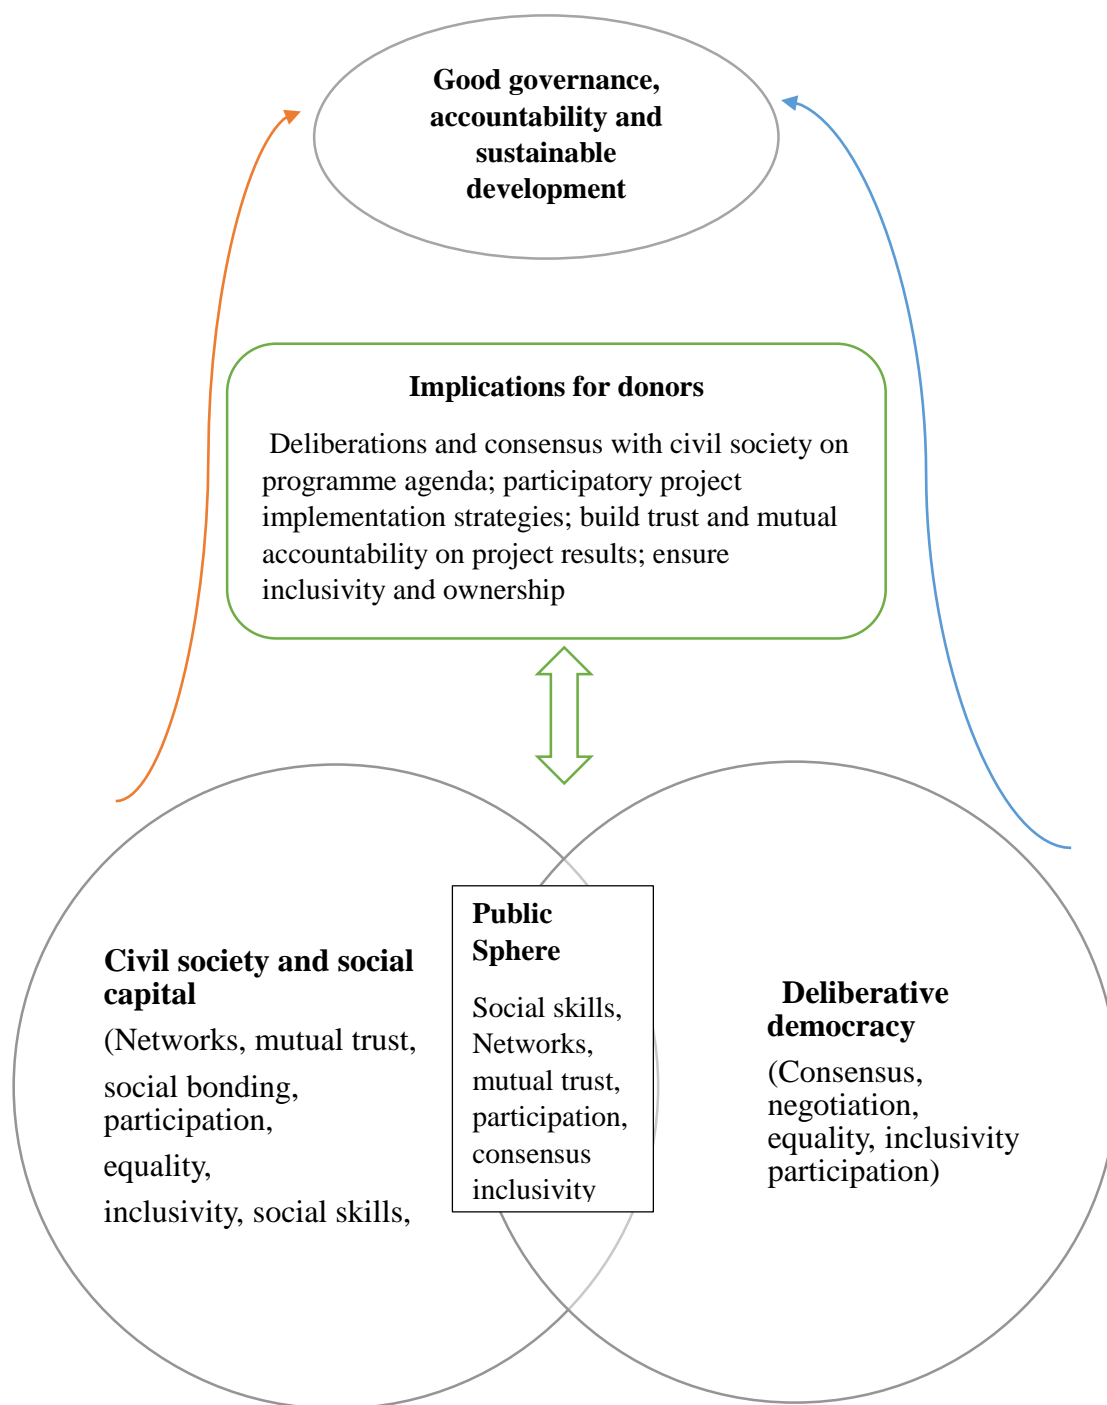 Good governance,
accountability and
sustainable
development
Implications for donors
Deliberations and consensus with civil society on
programme agenda; participatory project
implementation strategies; build trust and mutual
accountability on project results; ensure
inclusivity and ownership
Civil society and social
capital
(Networks, mutual trust,
social bonding,
participation,
equality,
inclusivity, social skills,
Public
Sphere
Social skills,
Networks,
mutual trust,
participation,
consensus
inclusivity
Deliberative
democracy
(Consensus,
negotiation,
equality, inclusivity
participation)